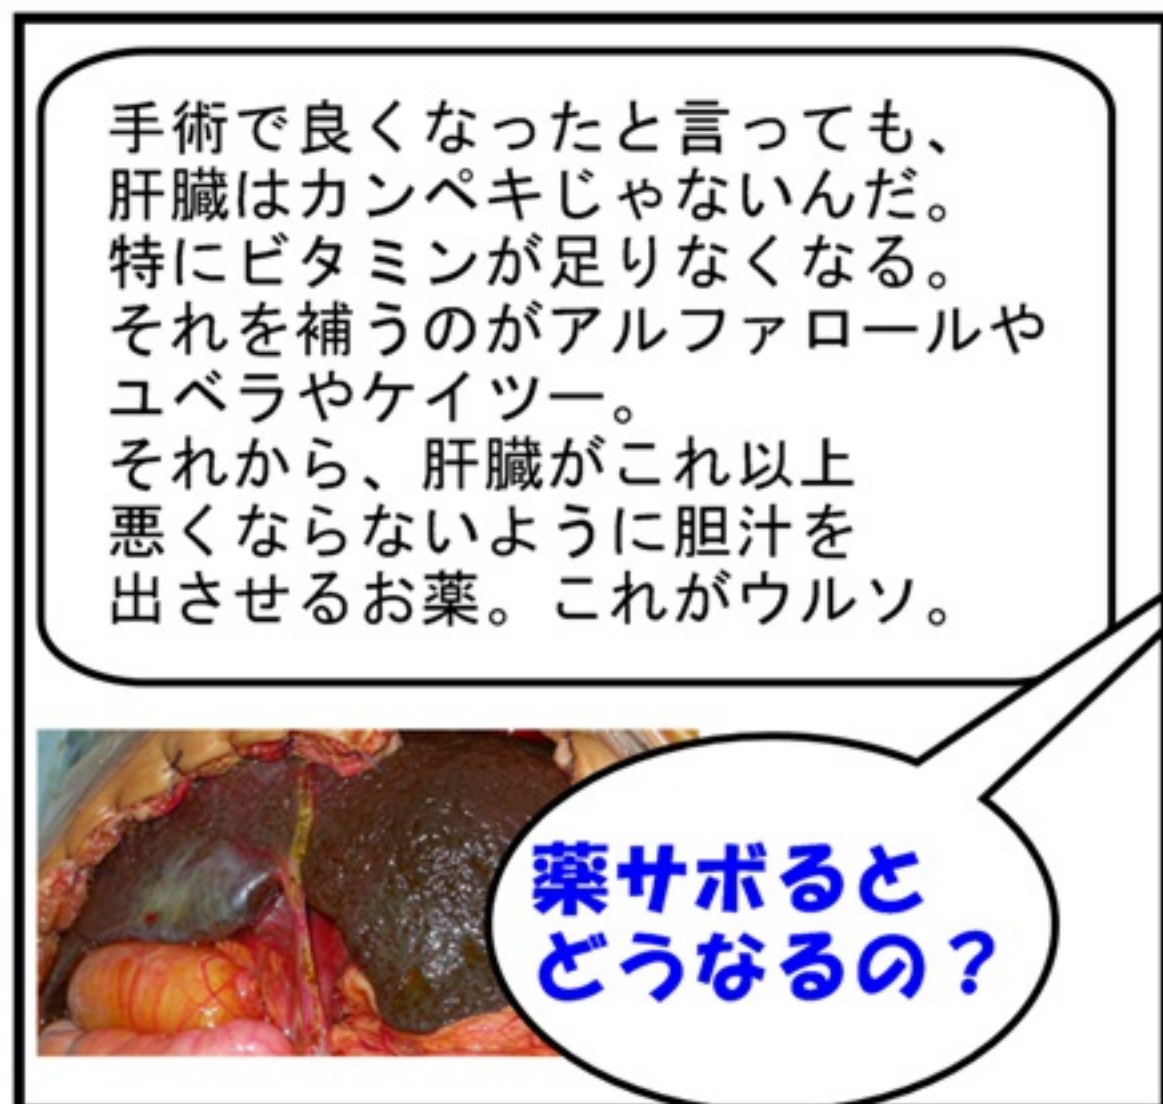 手術で良くなったと言っても、
肝臓はカンペキじゃないんだ。
特にビタミンが足りなくなる。
それを補うのがアルファロールや
ユベラやケイツー。
それから、肝臓がこれ以上
悪くならないように胆汁を
出させるお薬。これがウルソ。
薬サボると
どうなるの？